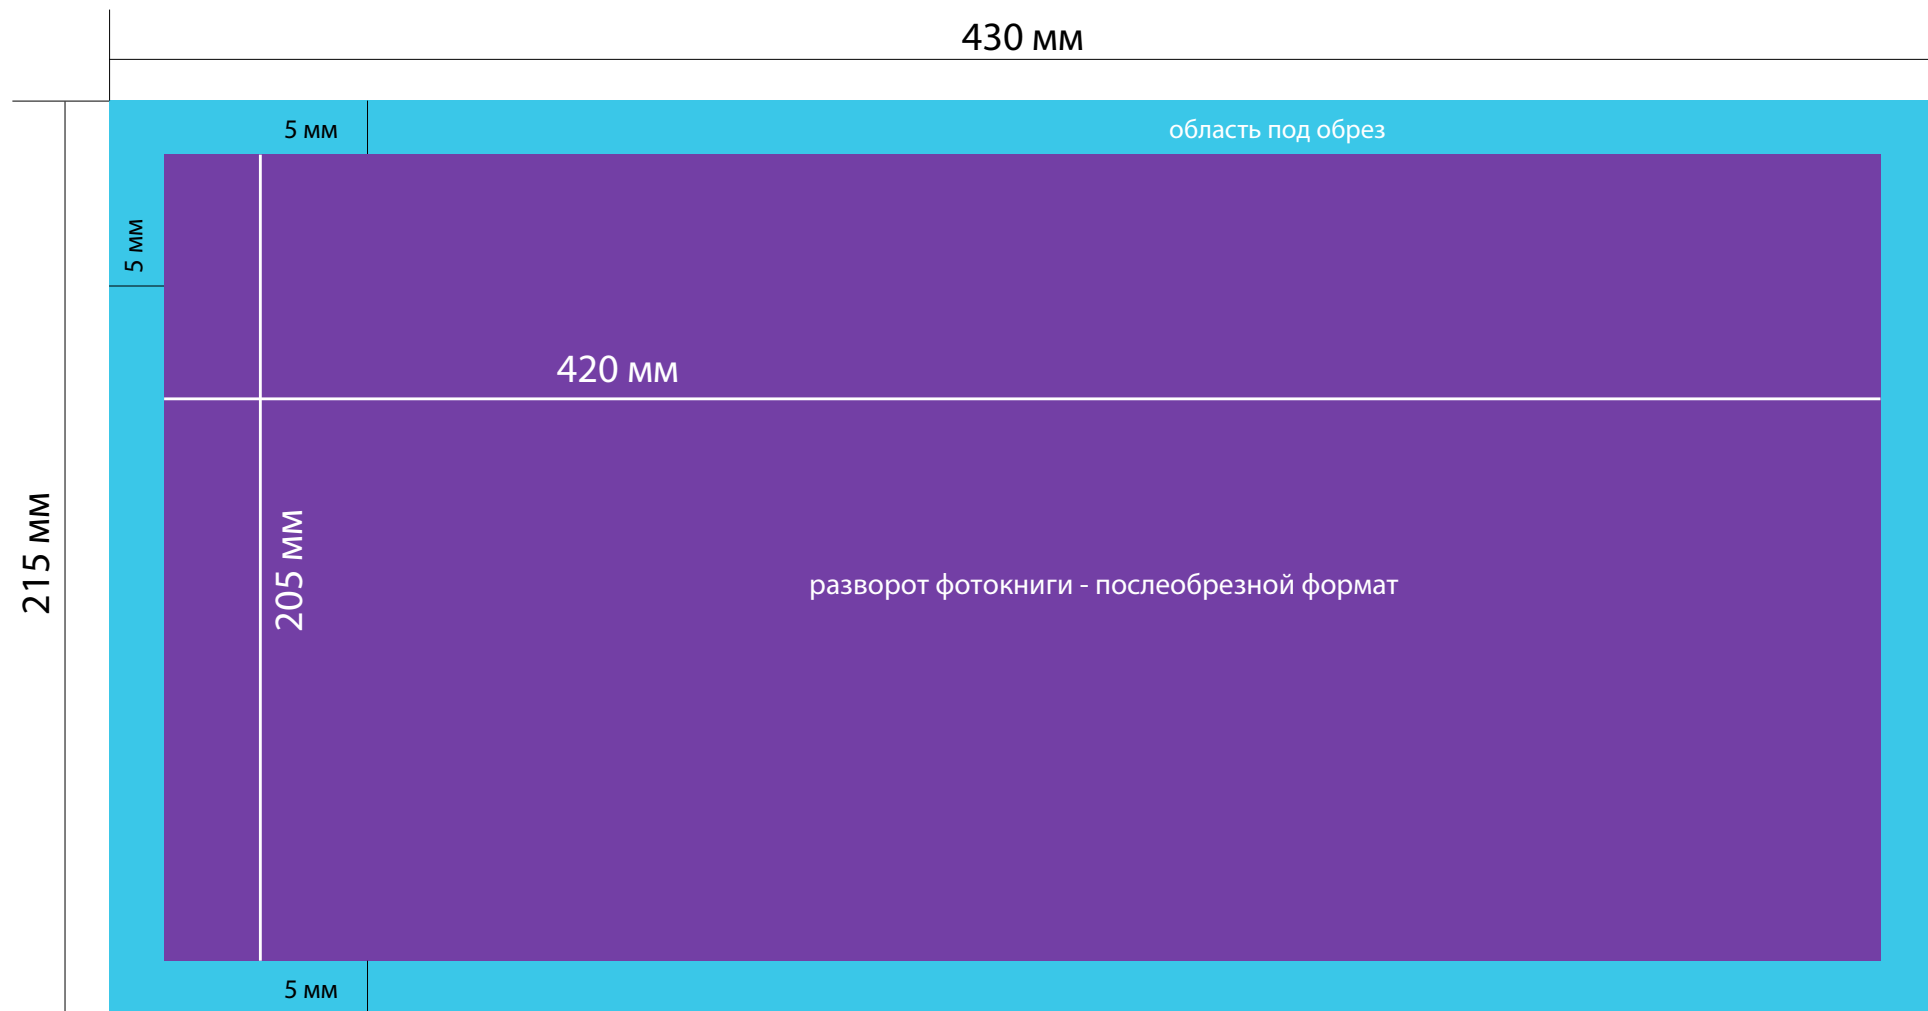 430 мм
5 мм
область под обрез
5 мм
420 мм
215 мм
205 мм
разворот фотокниги - послеобрезной формат
5 мм